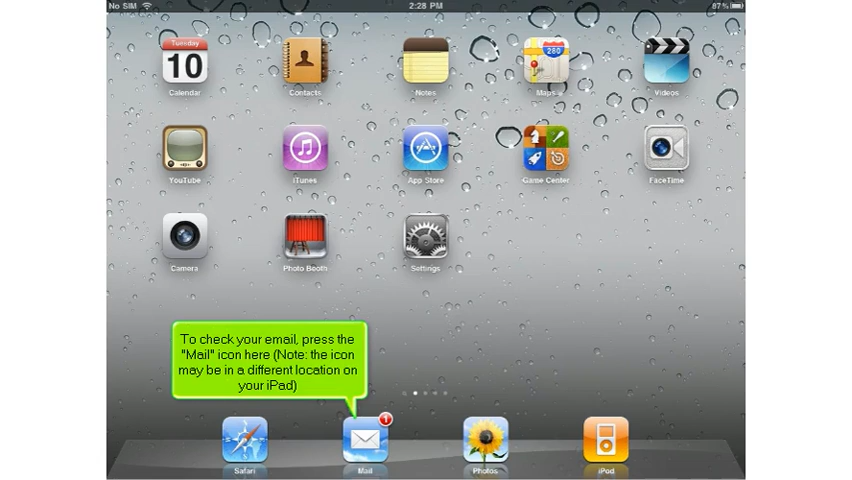 No SIM 2:28 PM 87%
Tuesday
10
280
Calendar Contacts Notes Maps Videos
YouTube iTunes App Store Game Center FaceTime
Camera Photo Booth Settings
To check your email, press the
"Mail" icon here (Note: the icon
may be in a different location on
your iPad)
1
Safari Mail Photos iPod